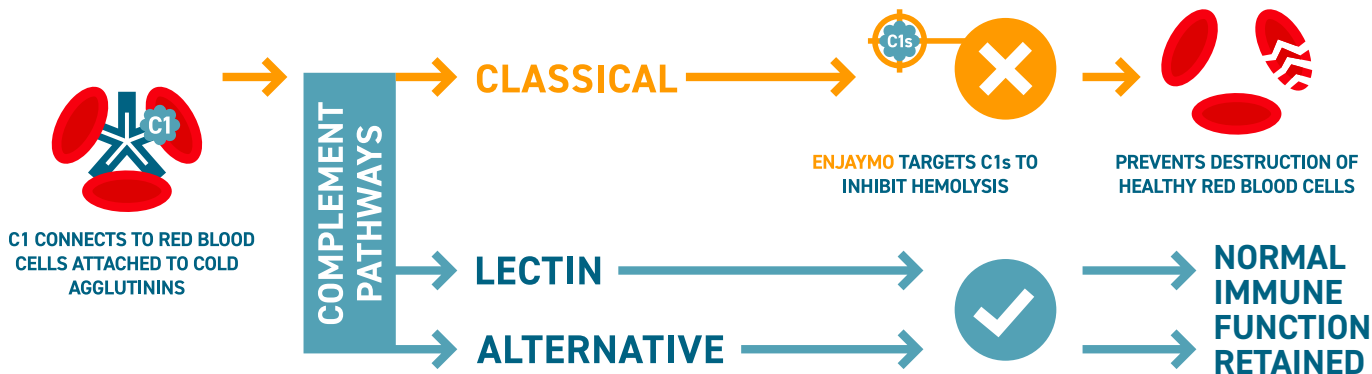 C1
C1 CONNECTS TO RED BLOOD
CELLS ATTACHED TO COLD
AGGLUTININS
COMPLEMENT
PATHWAYS
CLASSICAL
C1s
ENJAYMO TARGETS C1s TO
INHIBIT HEMOLYSIS
PREVENTS DESTRUCTION OF
HEALTHY RED BLOOD CELLS
LECTIN
ALTERNATIVE
NORMAL
IMMUNE
FUNCTION
RETAINED